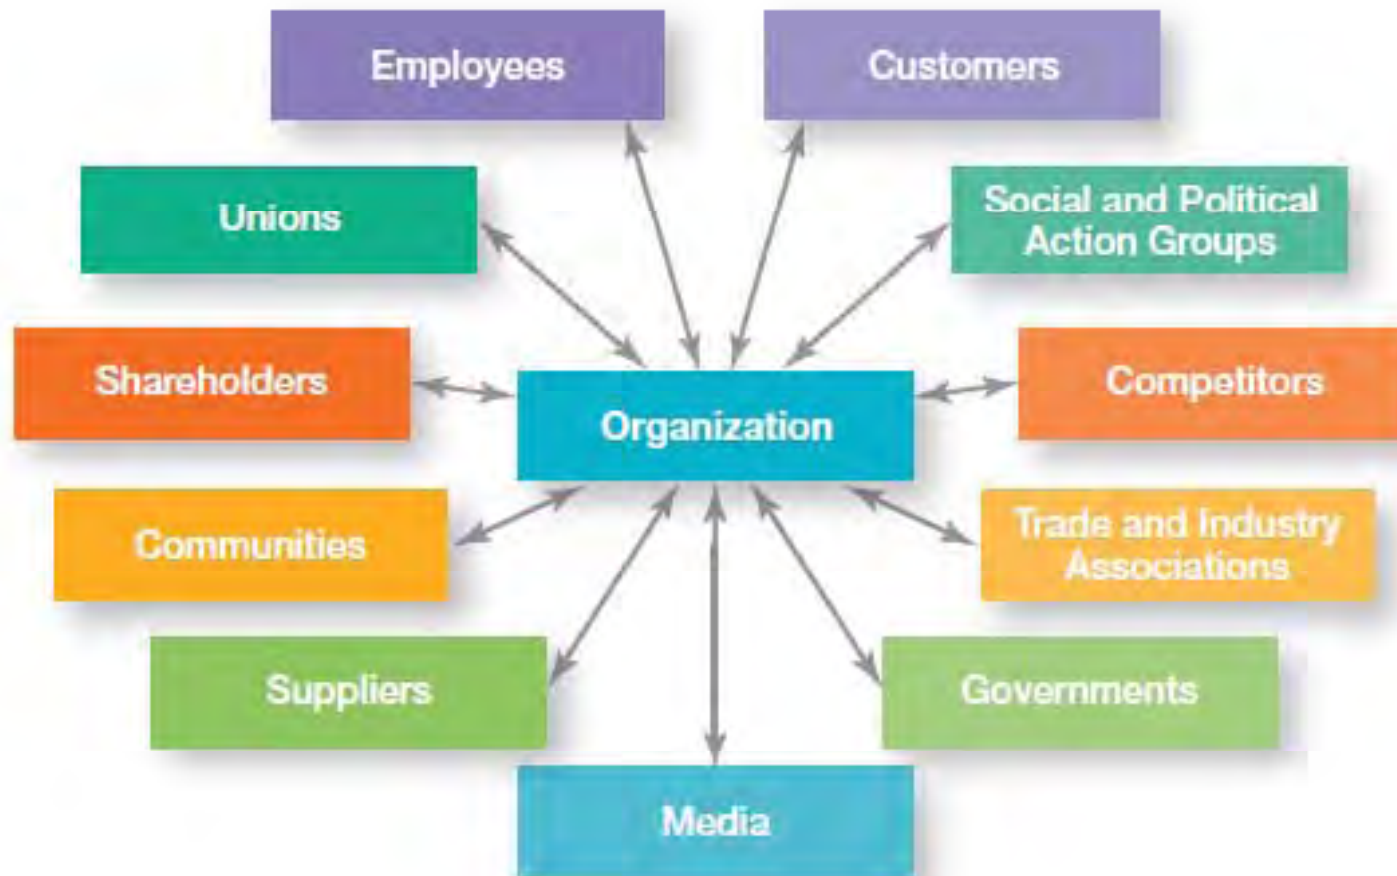 Employees
Customers
Unions
Social and Political
Action Groups
Shareholders
Organization
Competitors
Communities
Trade and Industry
Associations
Suppliers
Governments
Media